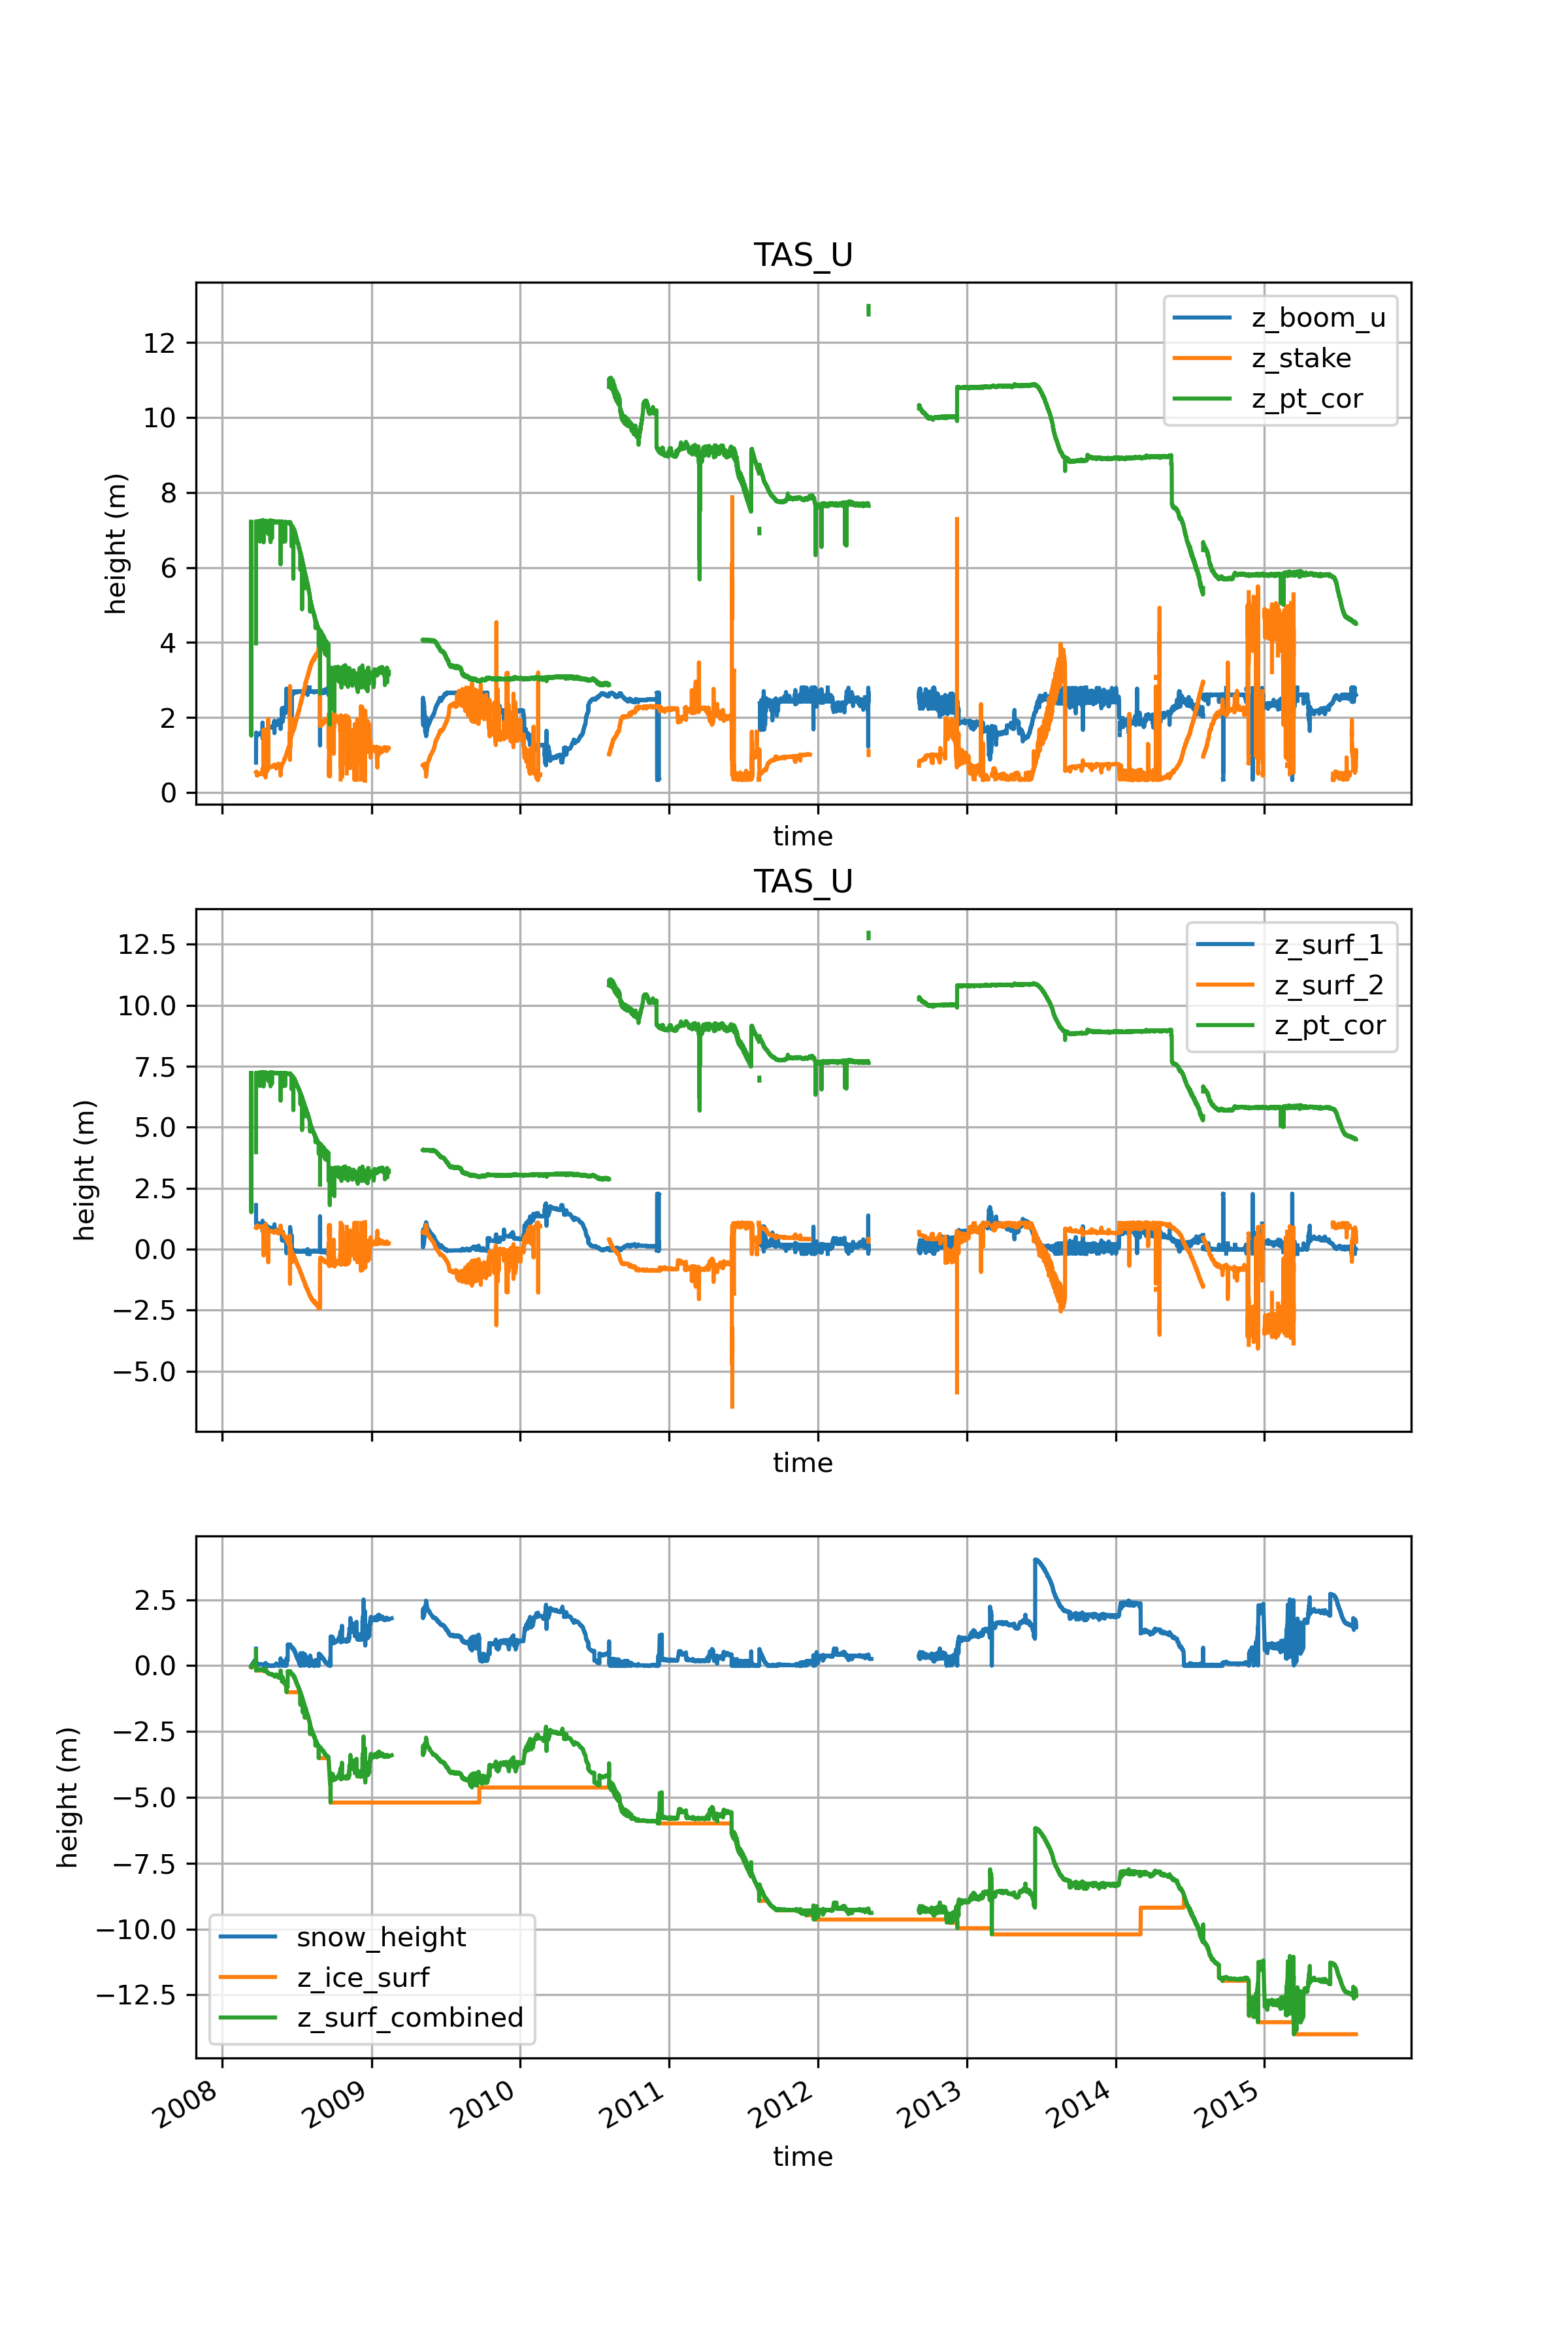 TAS_U
12
10
8
6
4
2
0
height (m)
z_boom_u
z_stake
z_pt_cor
time
TAS_U
12.5
10.0
7.5
5.0
2.5
0.0
−2.5
−5.0
height (m)
z_surf_1
z_surf_2
z_pt_cor
time
2.5
0.0
−2.5
−5.0
−7.5
−10.0
−12.5
height (m)
snow_height
z_ice_surf
z_surf_combined
2008 2009 2010 2011 2012 2013 2014 2015
time